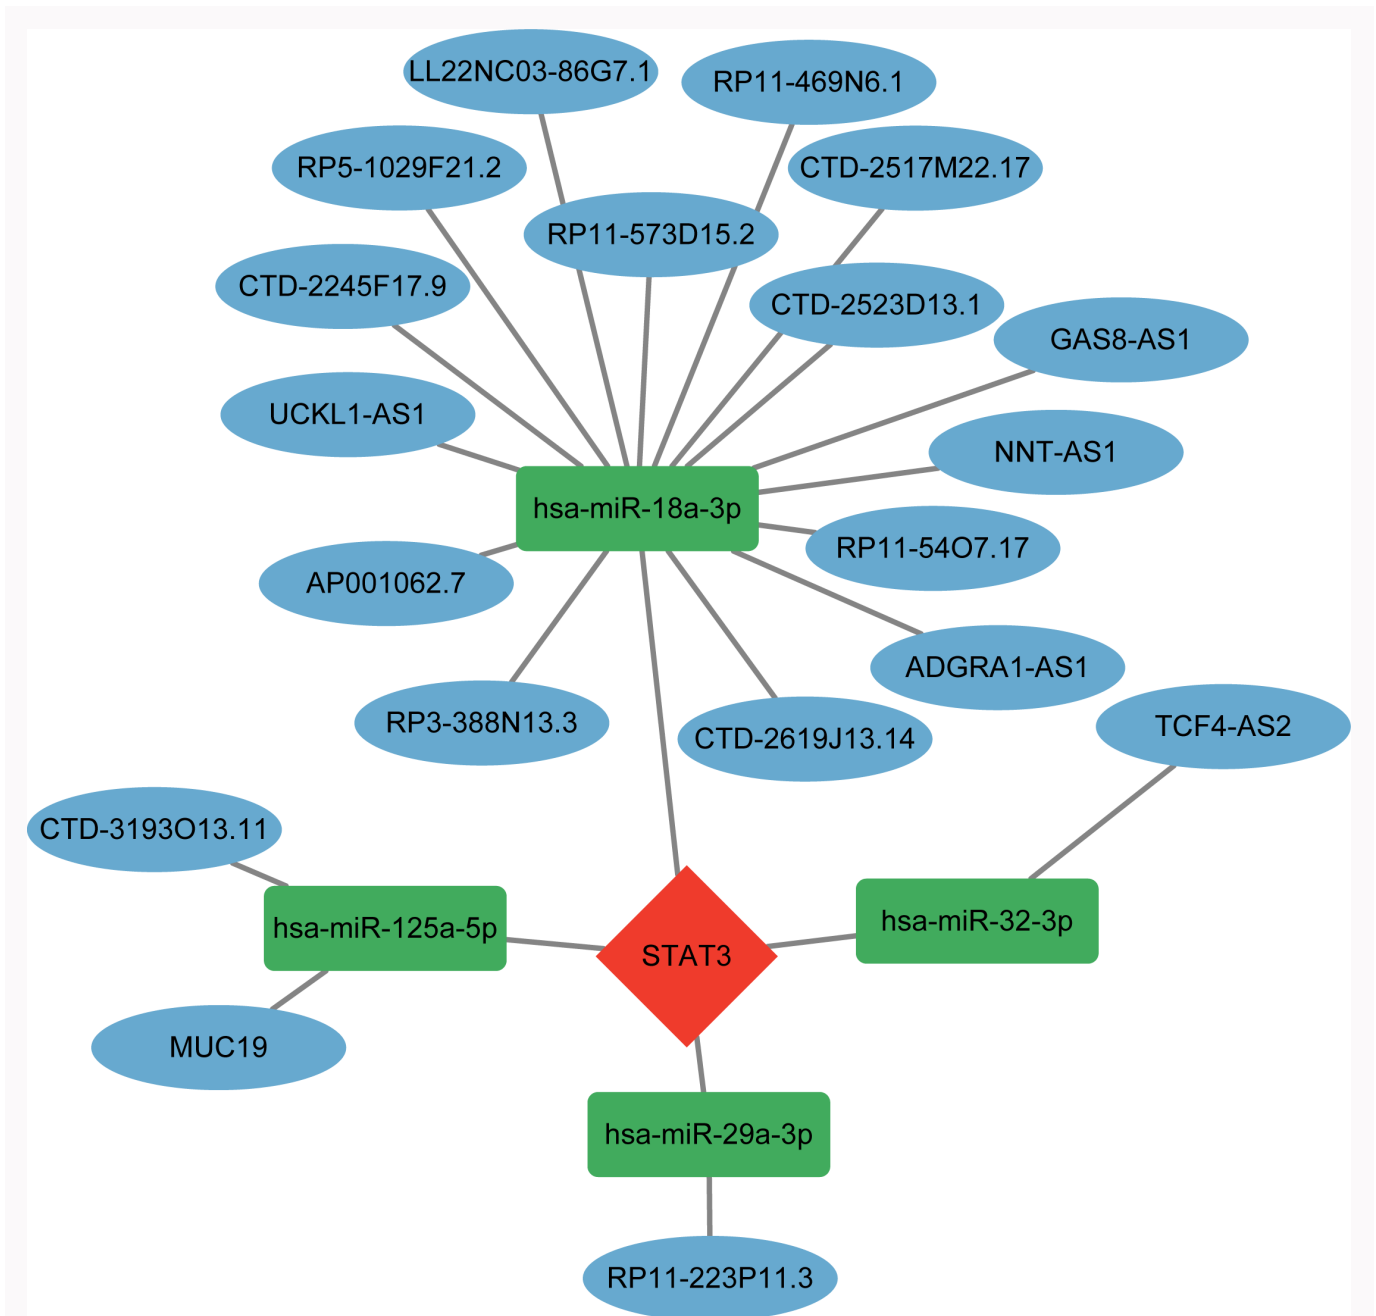 LL22NC03-86G7.1
RP11-469N6.1
RP5-1029F21.2
CTD-2517M22.17
RP11-573D15.2
CTD-2245F17.9
CTD-2523D13.1
GAS8-AS1
UCKL1-AS1
NNT-AS1
hsa-miR-18a-3p
RP11-54O7.17
AP001062.7
ADGRA1-AS1
RP3-388N13.3
CTD-2619J13.14
TCF4-AS2
CTD-3193O13.11
hsa-miR-125a-5p
hsa-miR-32-3p
STAT3
MUC19
hsa-miR-29a-3p
RP11-223P11.3